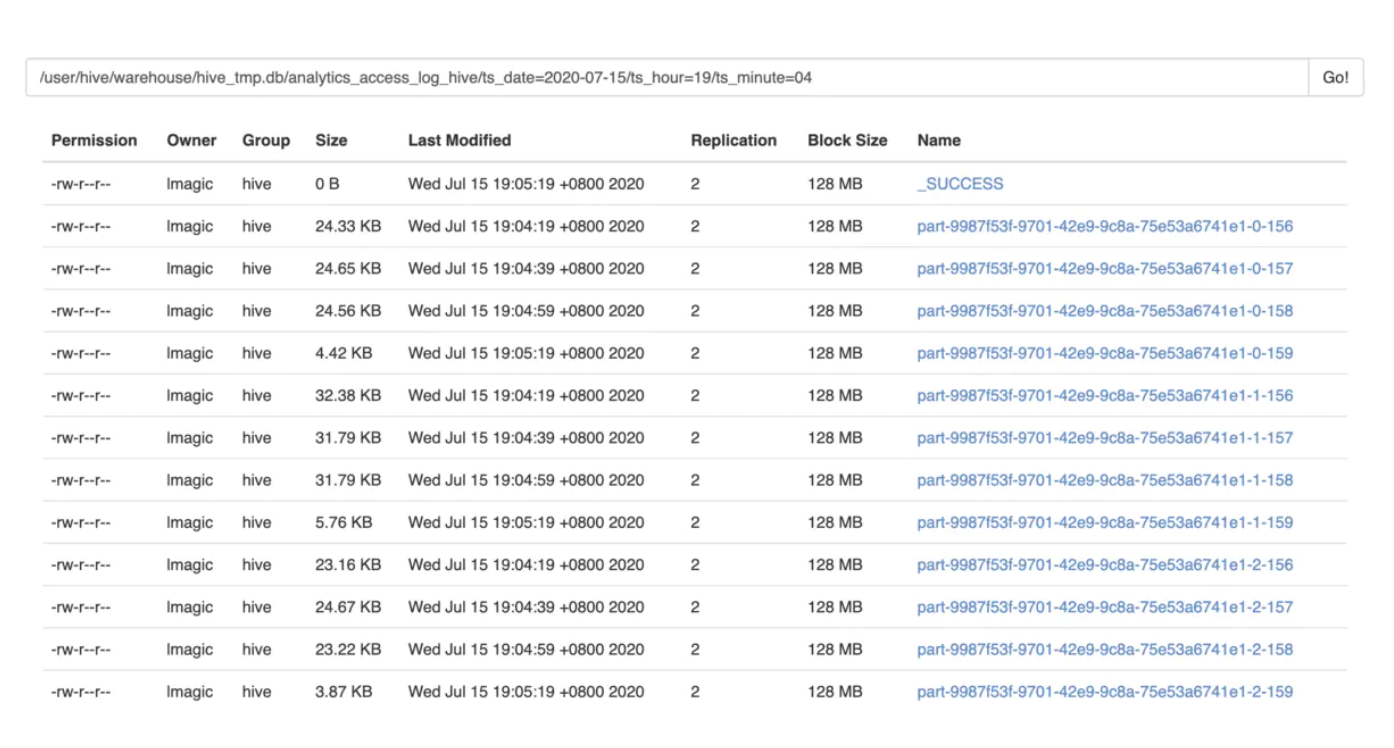 /user/hive/warehouse/hive_tmp.db/analytics_access_log_hive/ts_date=2020-07-15/ts_hour=19/ts_minute=04 Go!
Permission Owner Group Size Last Modified Replication Block Size Name
-rw-r--r-- lmagic hive 0 B Wed Jul 15 19:05:19 +0800 2020 2 128 MB _SUCCESS
-rw-r--r-- lmagic hive 24.33 KB Wed Jul 15 19:04:19 +0800 2020 2 128 MB part-9987f53f-9701-42e9-9c8a-75e53a6741e1-0-156
-rw-r--r-- lmagic hive 24.65 KB Wed Jul 15 19:04:39 +0800 2020 2 128 MB part-9987f53f-9701-42e9-9c8a-75e53a6741e1-0-157
-rw-r--r-- lmagic hive 24.56 KB Wed Jul 15 19:04:59 +0800 2020 2 128 MB part-9987f53f-9701-42e9-9c8a-75e53a6741e1-0-158
-rw-r--r-- lmagic hive 4.42 KB Wed Jul 15 19:05:19 +0800 2020 2 128 MB part-9987f53f-9701-42e9-9c8a-75e53a6741e1-0-159
-rw-r--r-- lmagic hive 32.38 KB Wed Jul 15 19:04:19 +0800 2020 2 128 MB part-9987f53f-9701-42e9-9c8a-75e53a6741e1-1-156
-rw-r--r-- lmagic hive 31.79 KB Wed Jul 15 19:04:39 +0800 2020 2 128 MB part-9987f53f-9701-42e9-9c8a-75e53a6741e1-1-157
-rw-r--r-- lmagic hive 31.79 KB Wed Jul 15 19:04:59 +0800 2020 2 128 MB part-9987f53f-9701-42e9-9c8a-75e53a6741e1-1-158
-rw-r--r-- lmagic hive 5.76 KB Wed Jul 15 19:05:19 +0800 2020 2 128 MB part-9987f53f-9701-42e9-9c8a-75e53a6741e1-1-159
-rw-r--r-- lmagic hive 23.16 KB Wed Jul 15 19:04:19 +0800 2020 2 128 MB part-9987f53f-9701-42e9-9c8a-75e53a6741e1-2-156
-rw-r--r-- lmagic hive 24.67 KB Wed Jul 15 19:04:39 +0800 2020 2 128 MB part-9987f53f-9701-42e9-9c8a-75e53a6741e1-2-157
-rw-r--r-- lmagic hive 23.22 KB Wed Jul 15 19:04:59 +0800 2020 2 128 MB part-9987f53f-9701-42e9-9c8a-75e53a6741e1-2-158
-rw-r--r-- lmagic hive 3.87 KB Wed Jul 15 19:05:19 +0800 2020 2 128 MB part-9987f53f-9701-42e9-9c8a-75e53a6741e1-2-159